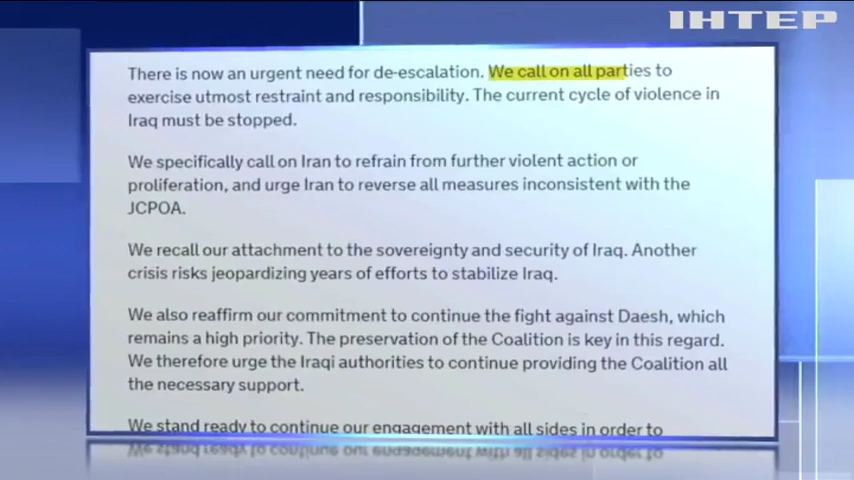 ІНТЕР
There is now an urgent need for de-escalation. We call on all parties to
exercise utmost restraint and responsibility. The current cycle of violence in
Iraq must be stopped.
We specifically call on Iran to refrain from further violent action or
proliferation, and urge Iran to reverse all measures inconsistent with the
JCPOA.
We recall our attachment to the sovereignty and security of Iraq. Another
crisis risks jeopardizing years of efforts to stabilize Iraq.
We also reaffirm our commitment to continue the fight against Daesh, which
remains a high priority. The preservation of the Coalition is key in this regard.
We therefore urge the Iraqi authorities to continue providing the Coalition all
the necessary support.
We stand ready to continue our engagement with all sides in order to